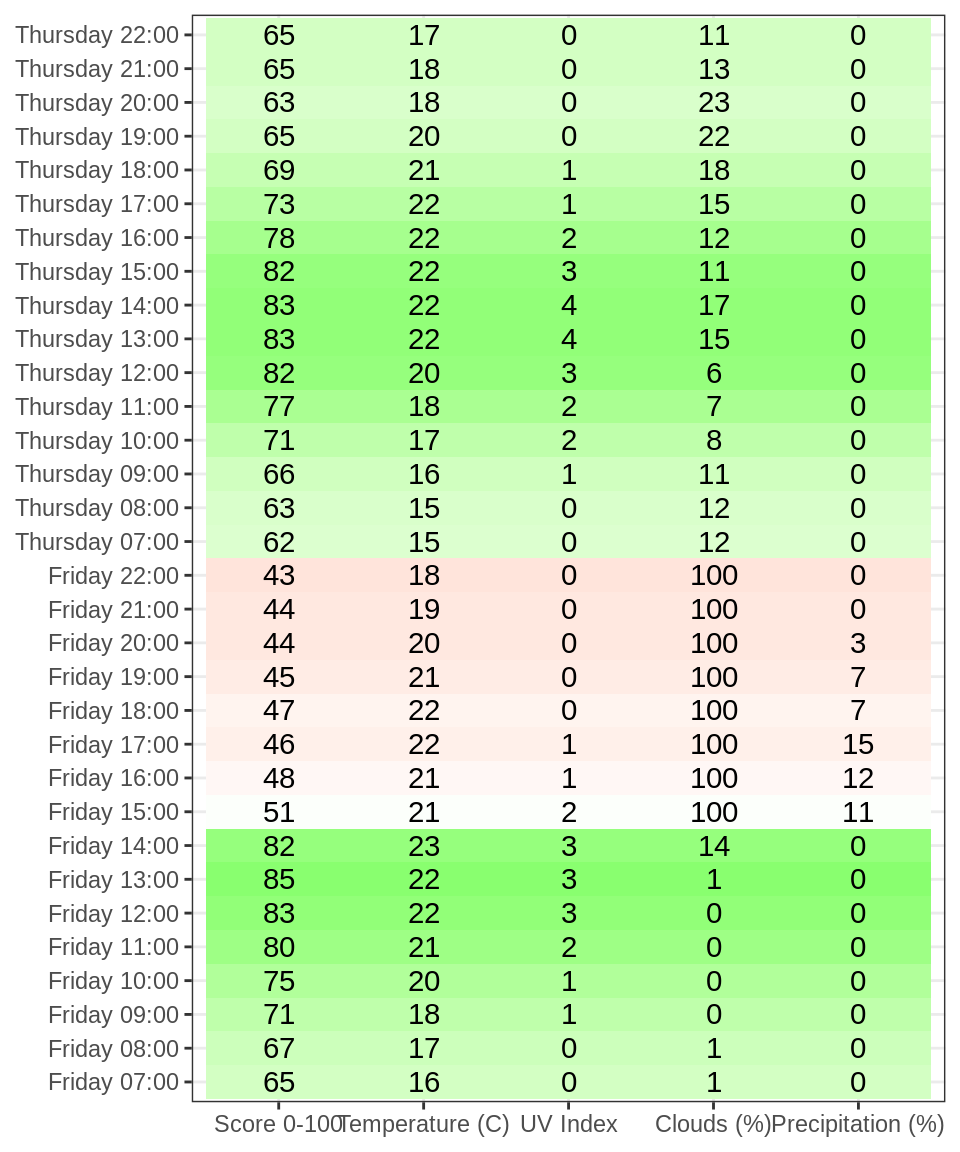 Thursday 22:00 65 17 0 11 0
Thursday 21:00 65 18 0 13 0
Thursday 20:00 63 18 0 23 0
Thursday 19:00 65 20 0 22 0
Thursday 18:00 69 21 1 18 0
Thursday 17:00 73 22 1 15 0
Thursday 16:00 78 22 2 12 0
Thursday 15:00 82 22 3 11 0
Thursday 14:00 83 22 4 17 0
Thursday 13:00 83 22 4 15 0
Thursday 12:00 82 20 3 6 0
Thursday 11:00 77 18 2 7 0
Thursday 10:00 71 17 2 8 0
Thursday 09:00 66 16 1 11 0
Thursday 08:00 63 15 0 12 0
Thursday 07:00 62 15 0 12 0
Friday 22:00 43 18 0 100 0
Friday 21:00 44 19 0 100 0
Friday 20:00 44 20 0 100 3
Friday 19:00 45 21 0 100 7
Friday 18:00 47 22 0 100 7
Friday 17:00 46 22 1 100 15
Friday 16:00 48 21 1 100 12
Friday 15:00 51 21 2 100 11
Friday 14:00 82 23 3 14 0
Friday 13:00 85 22 3 1 0
Friday 12:00 83 22 3 0 0
Friday 11:00 80 21 2 0 0
Friday 10:00 75 20 1 0 0
Friday 09:00 71 18 1 0 0
Friday 08:00 67 17 0 1 0
Friday 07:00 65 16 0 1 0
Score 0-100 Temperature (C) UV Index Clouds (%) Precipitation (%)